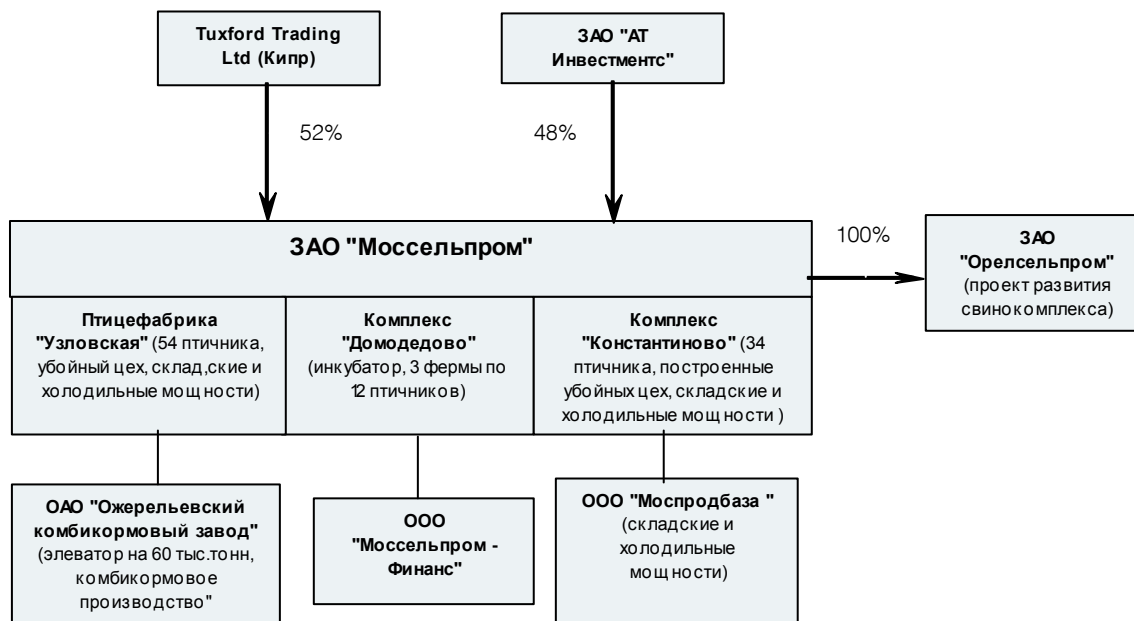 Tuxford Trading
Ltd (Кипр)
ЗАО "АТ
Инвестментс"
52%
48%
ЗАО "Моссельпром"
100%
ЗАО
"Орелсельпром"
(проект развития
свинокомплекса)
Птицефабрика
"Узловская" (54 птичника,
убойный цех, склад,ские и
холодильные мощности)
Комплекс
"Домодедово"
(инкубатор, 3 фермы по
12 птичников)
Комплекс
"Константиново" (34
птичника, построенные
убойных цех, складские и
холодильные мощности )
ОАО "Ожерельевский
комбикормовый завод"
(элеватор на 60 тыс.тонн,
комбикормовое
производство"
ООО
"Моссельпром -
Финанс"
ООО "Моспродбаза "
(складские и
холодильные
мощности)